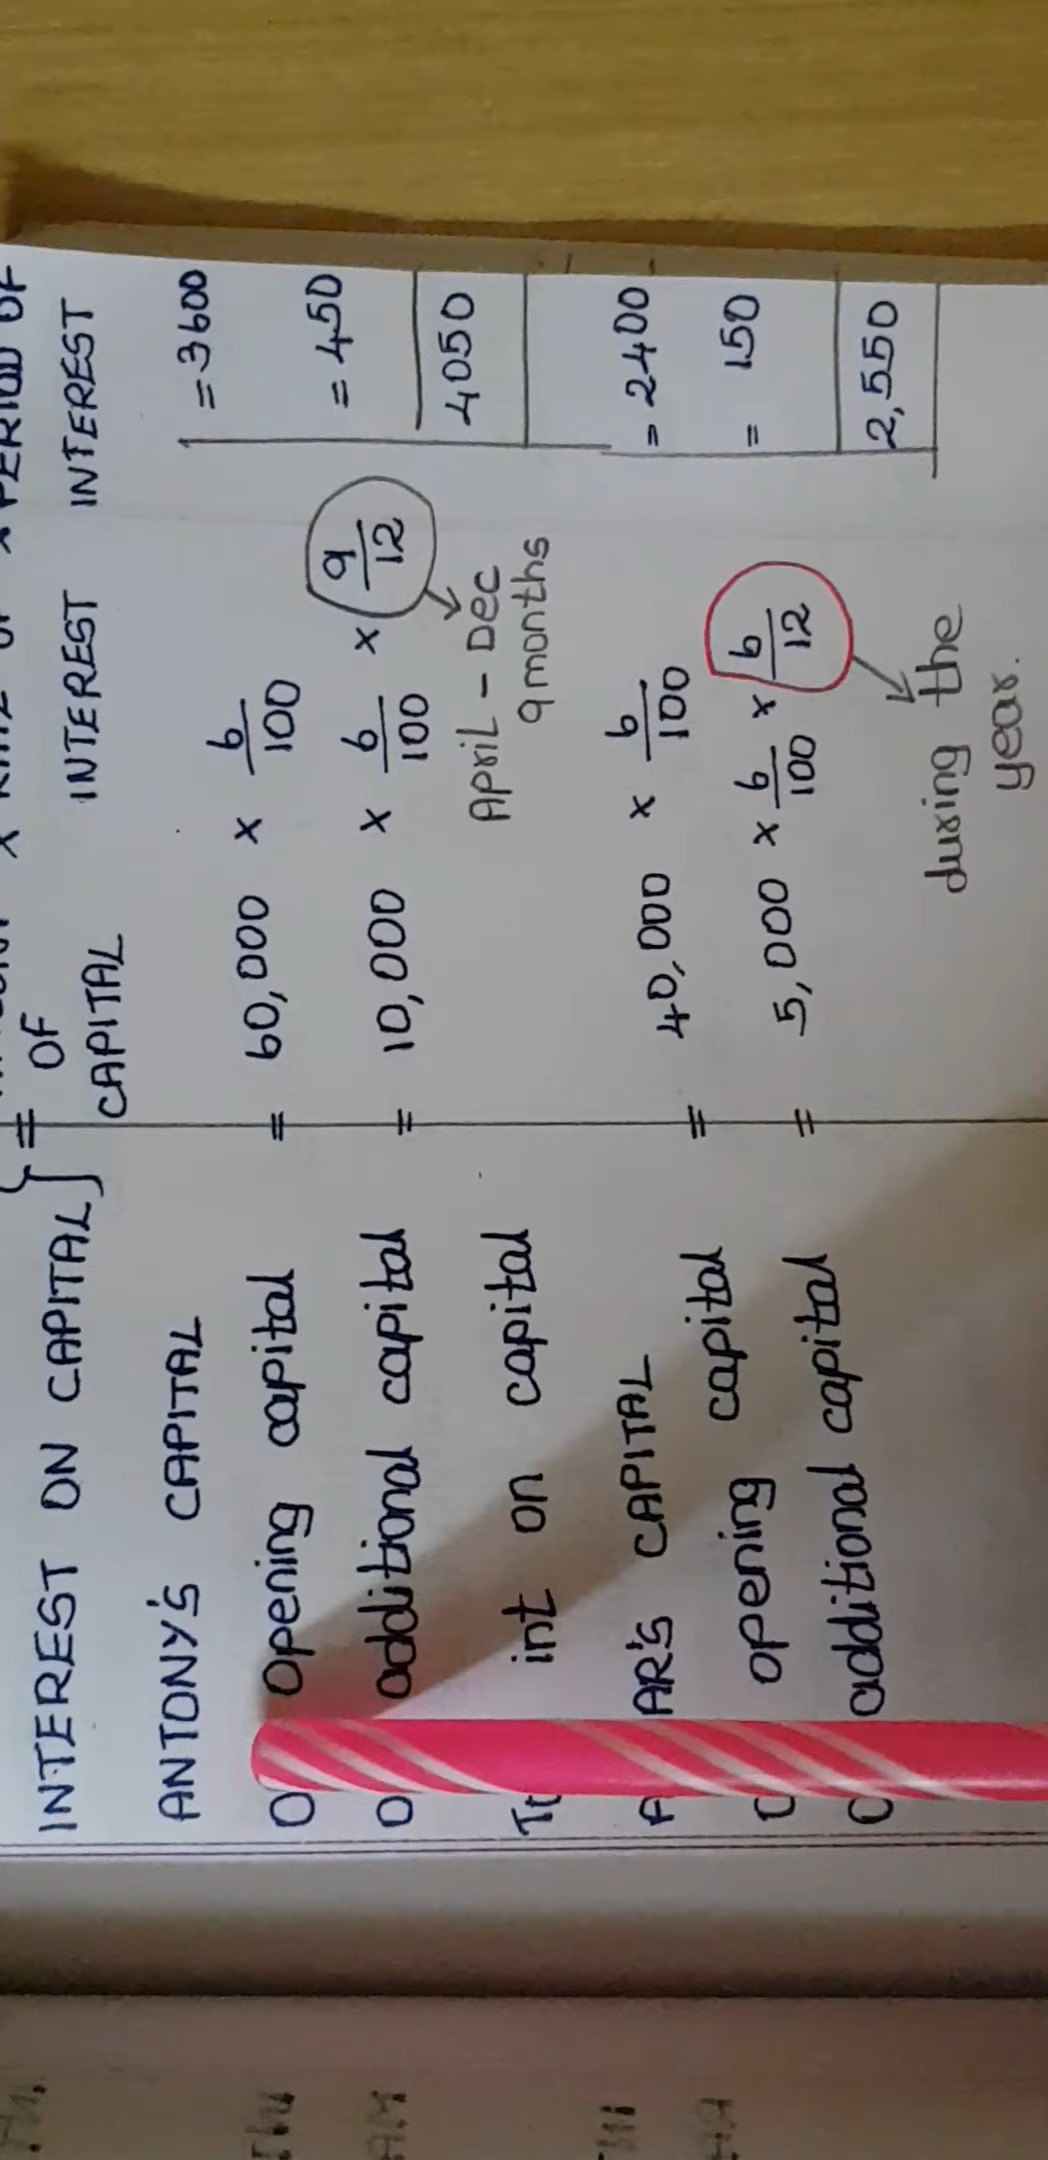 INTEREST ON CAPITAL } = OF
CAPITAL INTEREST INTEREST
ANTONY'S CAPITAL
Opening capital = 60,000 × 6/100 = 3600
additional capital = 10,000 × 6/100 × 9/12 = 450
April - Dec
9 months
int on capital 4050
AR'S CAPITAL
opening capital = 40,000 × 6/100 = 2400
additional capital = 5,000 × 6/100 × 6/12 = 150
2,550
during the
year.